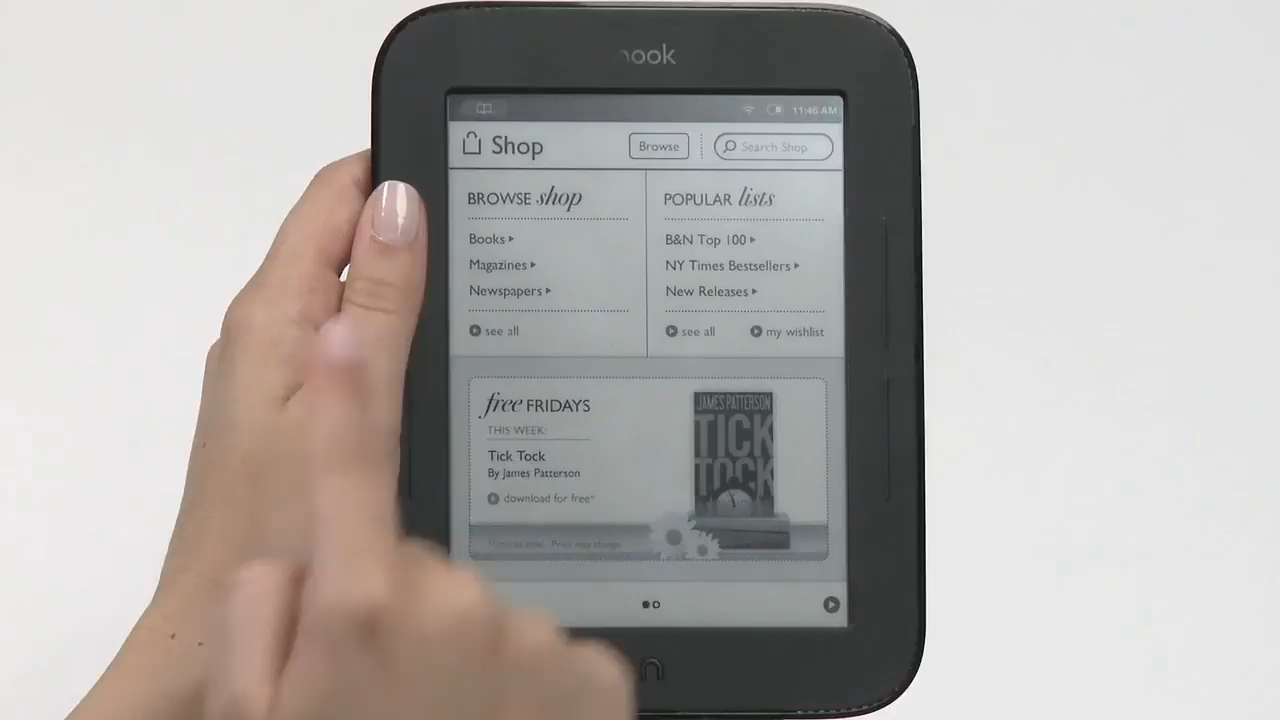 nook
11:46 AM
Shop
Browse
Search Shop
BROWSE shop
Books
Magazines
Newspapers
see all
POPULAR lists
B&N Top 100
NY Times Bestsellers
New Releases
see all
my wishlist
free FRIDAYS
THIS WEEK:
Tick Tock
By James Patterson
download for free*
JAMES PATTERSON
TICK
TOCK